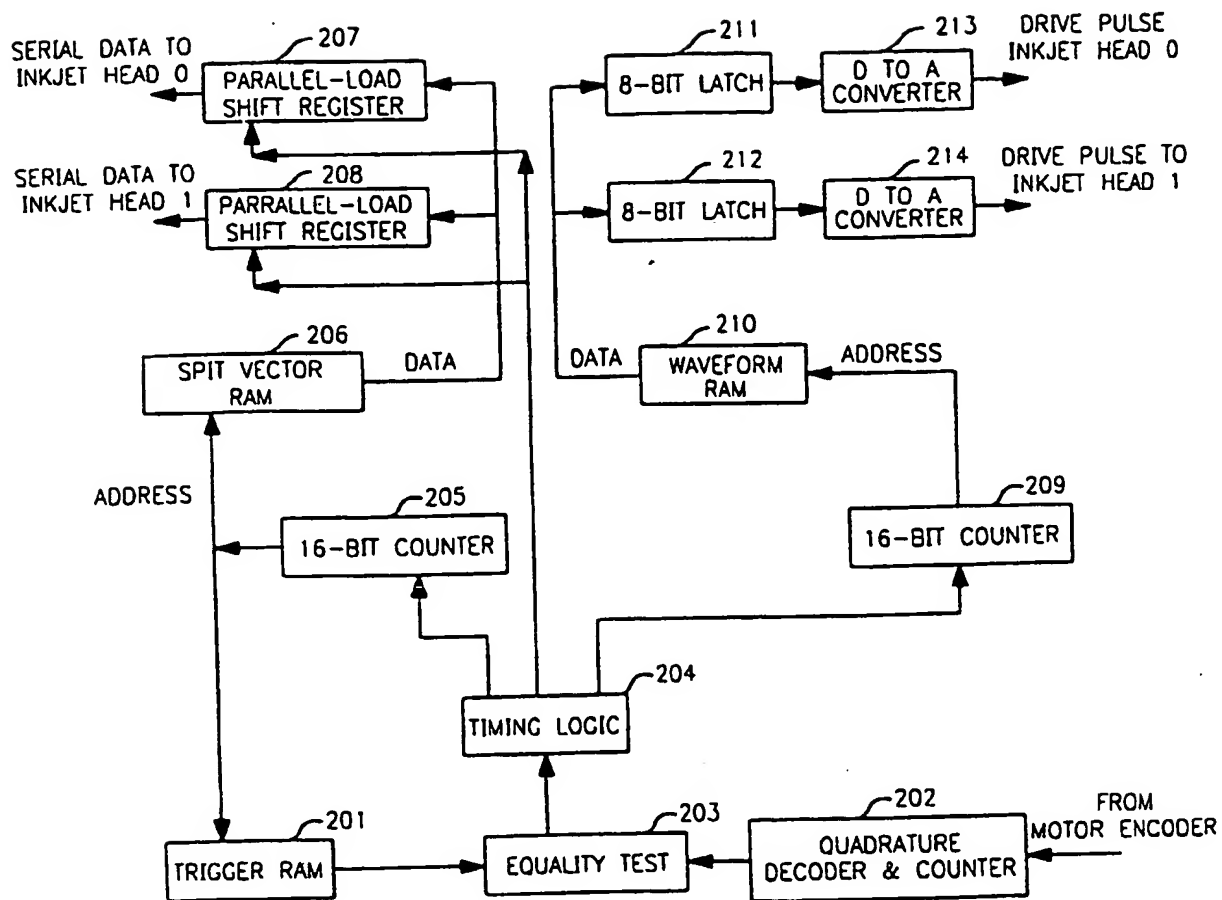 SERIAL DATA TO
INKJET HEAD 0
207
PARALLEL-LOAD
SHIFT REGISTER
211
8-BIT LATCH
213
D TO A
CONVERTER
DRIVE PULSE
INKJET HEAD 0
SERIAL DATA TO
INKJET HEAD 1
208
PARRALLEL-LOAD
SHIFT REGISTER
212
8-BIT LATCH
214
D TO A
CONVERTER
DRIVE PULSE TO
INKJET HEAD 1
206
SPIT VECTOR
RAM
DATA
DATA
210
WAVEFORM
RAM
ADDRESS
ADDRESS
205
16-BIT COUNTER
209
16-BIT COUNTER
204
TIMING LOGIC
201
TRIGGER RAM
203
EQUALITY TEST
202
QUADRATURE
DECODER & COUNTER
FROM
MOTOR ENCODER